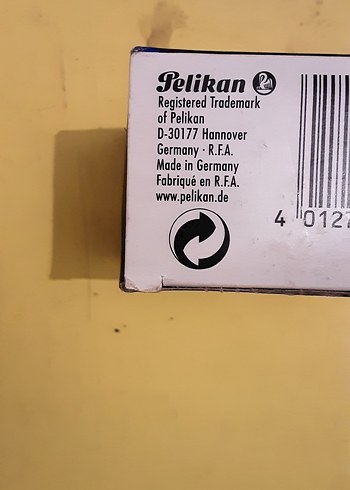 Pelikan
Registered Trademark
of Pelikan
D-30177 Hannover
Germany · R.F.A.
Made in Germany
Fabriqué en R.F.A.
www.pelikan.de
4 0127